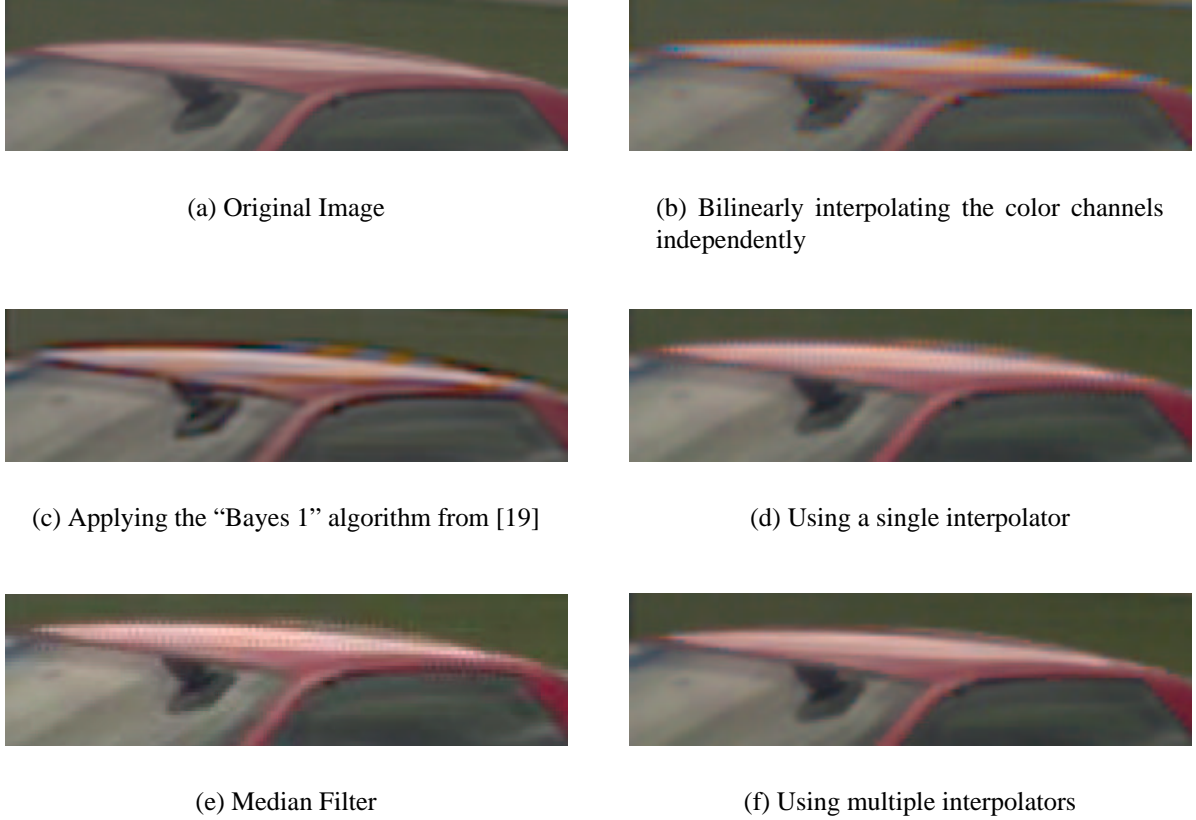 (a) Original Image
(b) Bilinearly interpolating the color channels
independently
(c) Applying the “Bayes 1” algorithm from [19]
(d) Using a single interpolator
(e) Median Filter
(f) Using multiple interpolators